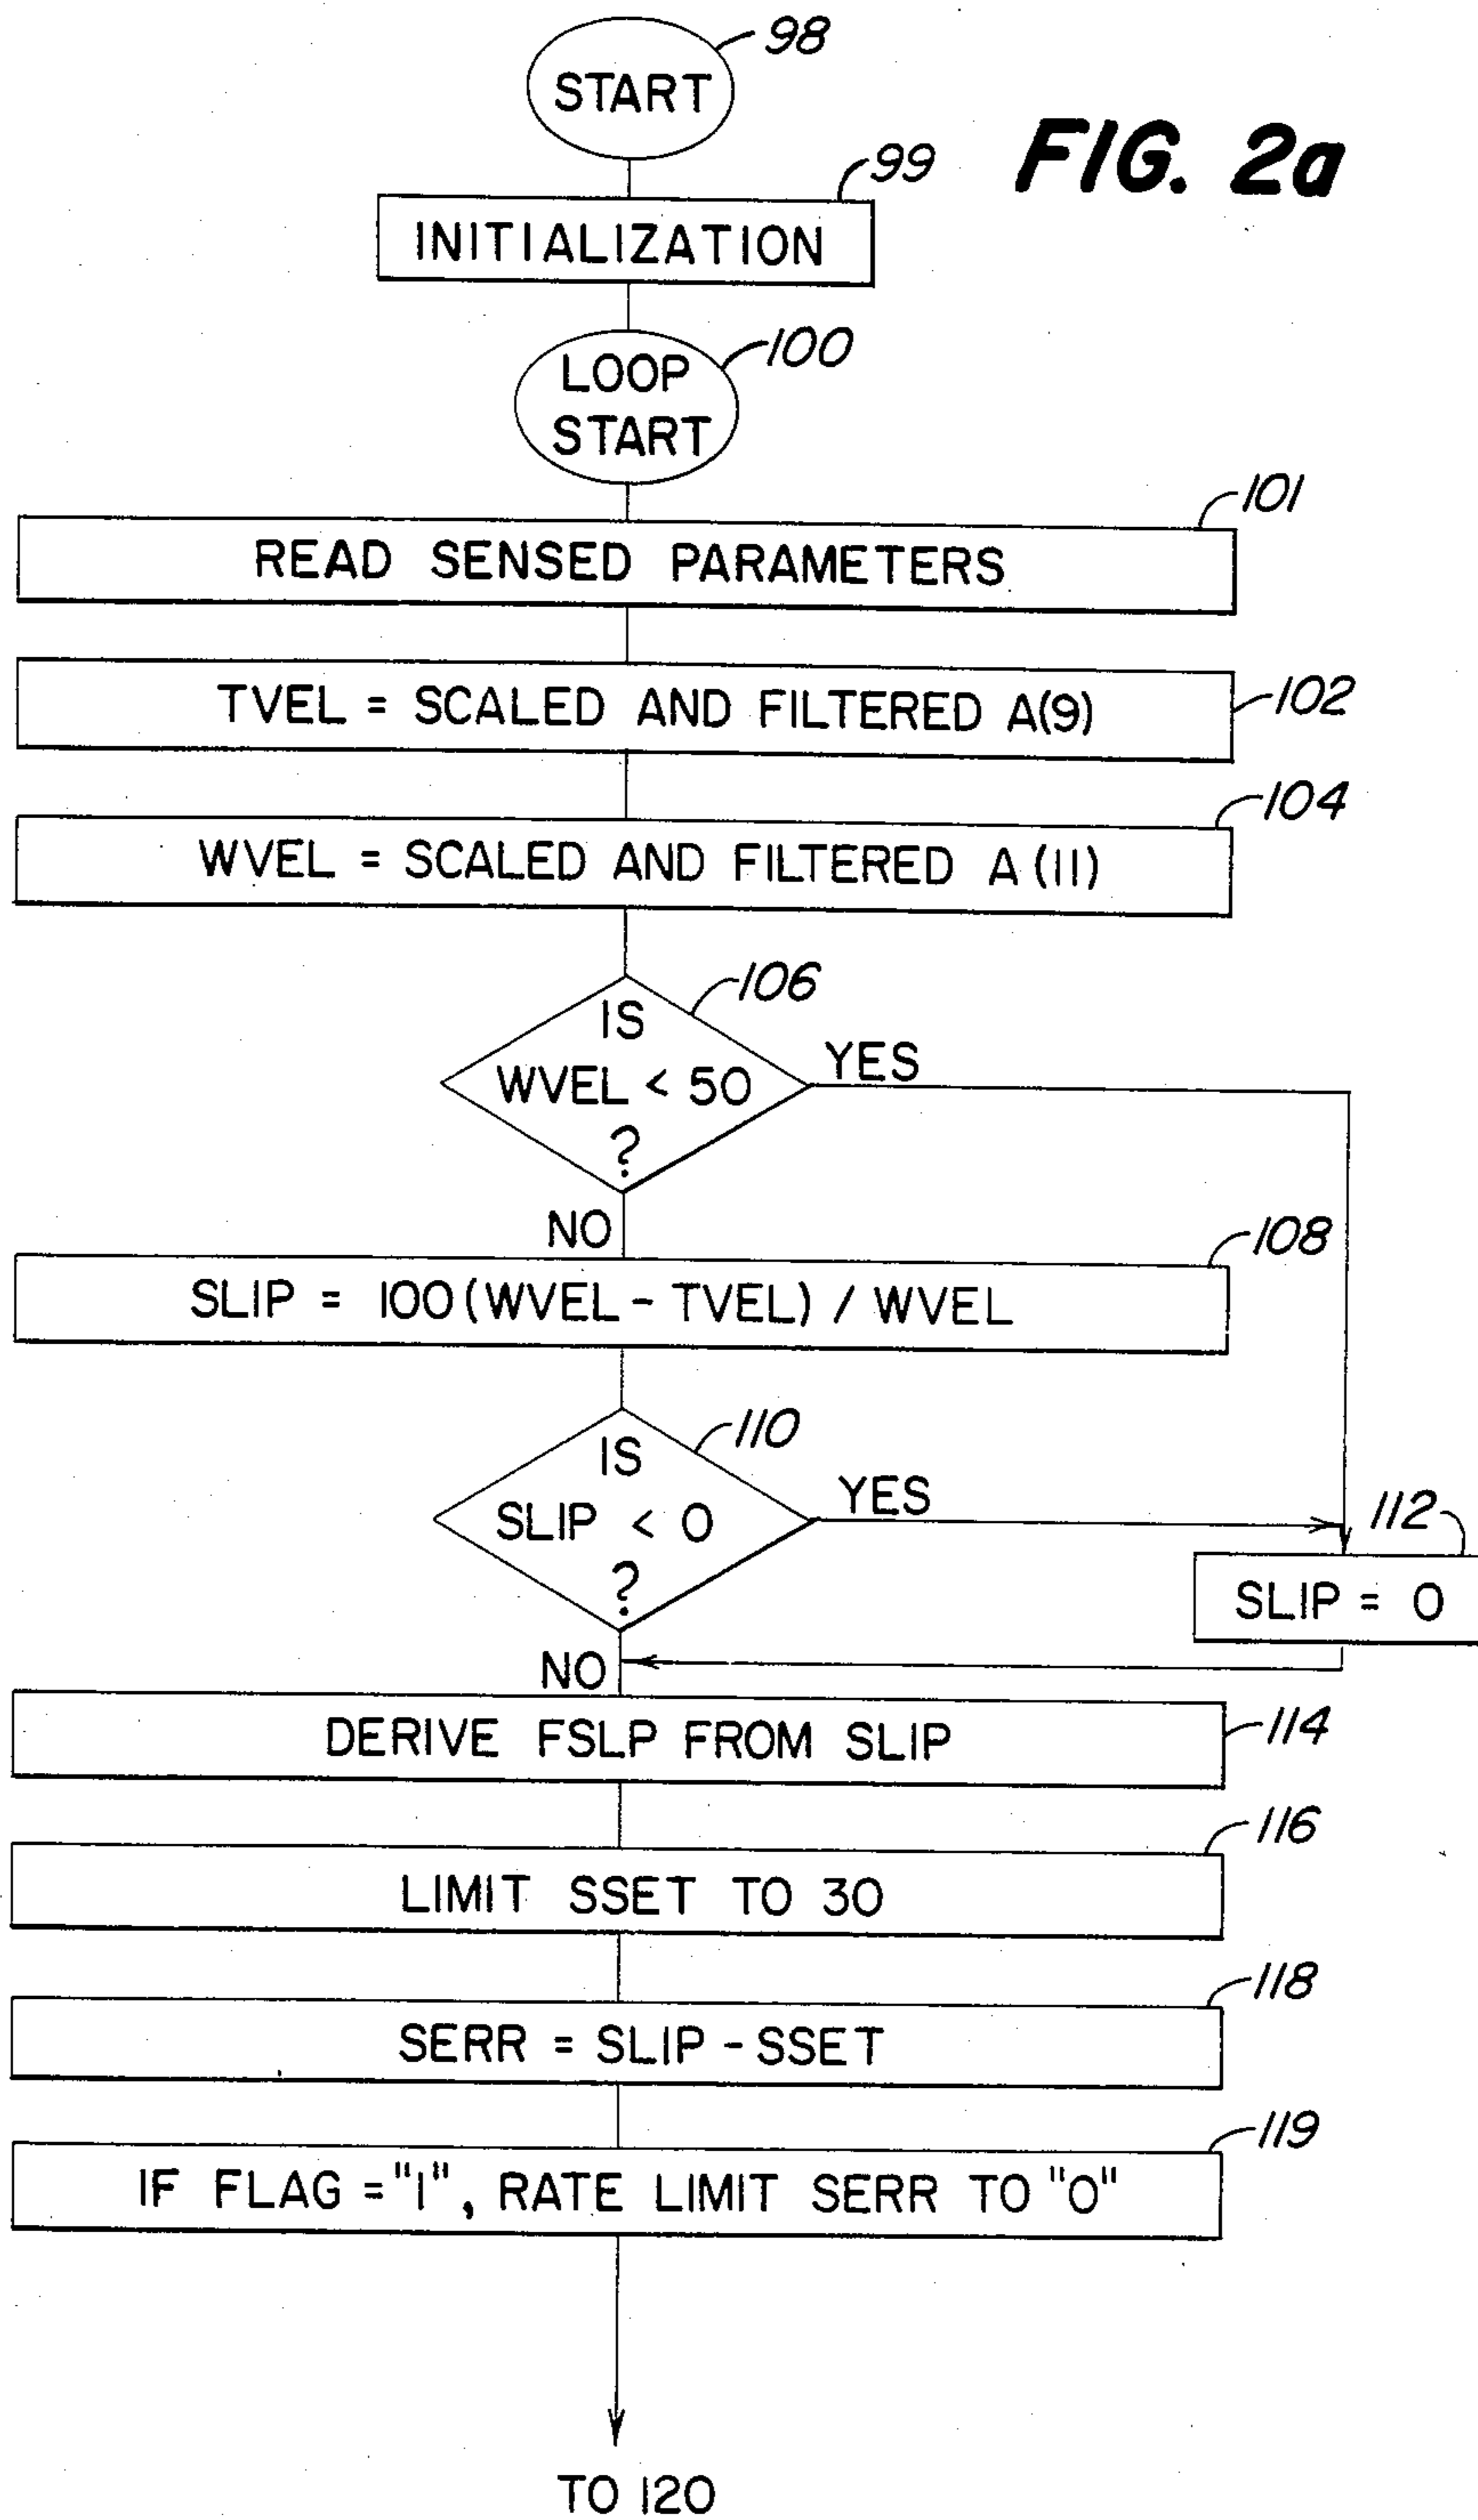 98
START
FIG. 2a
99
INITIALIZATION
100
LOOP
START
101
READ SENSED PARAMETERS
TVEL = SCALED AND FILTERED A(9)
102
104
WVEL = SCALED AND FILTERED A(11)
106
IS
WVEL < 50
?
YES
NO
108
SLIP = 100(WVEL - TVEL) / WVEL
110
IS
SLIP < 0
?
YES
112
SLIP = 0
NO
DERIVE FSLP FROM SLIP
114
116
LIMIT SSET TO 30
118
SERR = SLIP - SSET
119
IF FLAG = "1", RATE LIMIT SERR TO "0"
TO 120